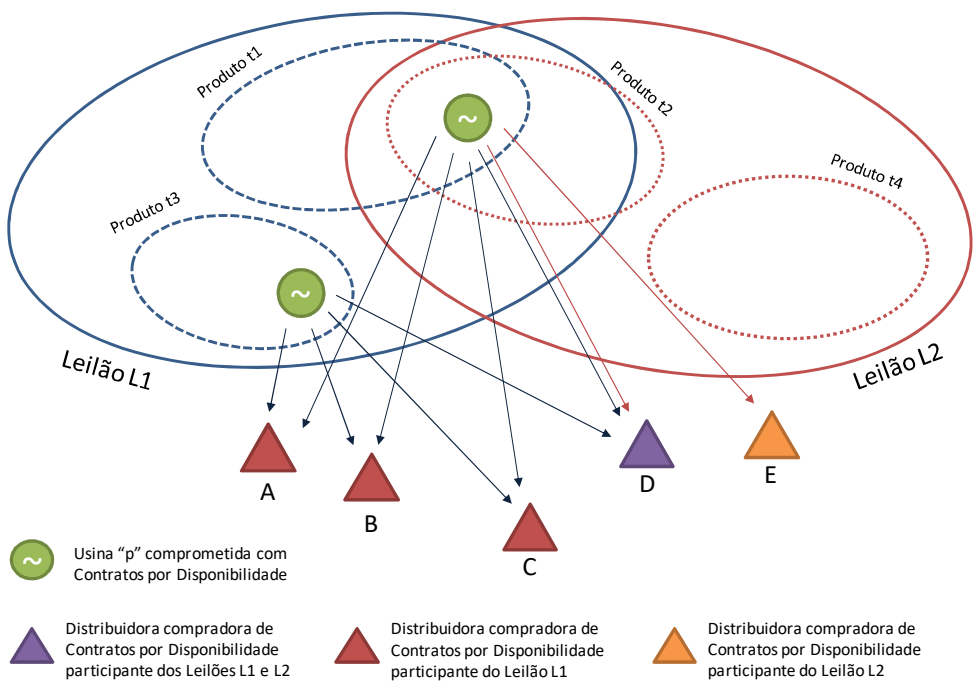 Produto t1
Produto t2
Produto t3
Produto t4
~
~
Leilão L1
Leilão L2
A
B
C
D
E
~
Usina “p” comprometida com
Contratos por Disponibilidade
Distribuidora compradora de
Contratos por Disponibilidade
participante dos Leilões L1 e L2
Distribuidora compradora de
Contratos por Disponibilidade
participante do Leilão L1
Distribuidora compradora de
Contratos por Disponibilidade
participante do Leilão L2